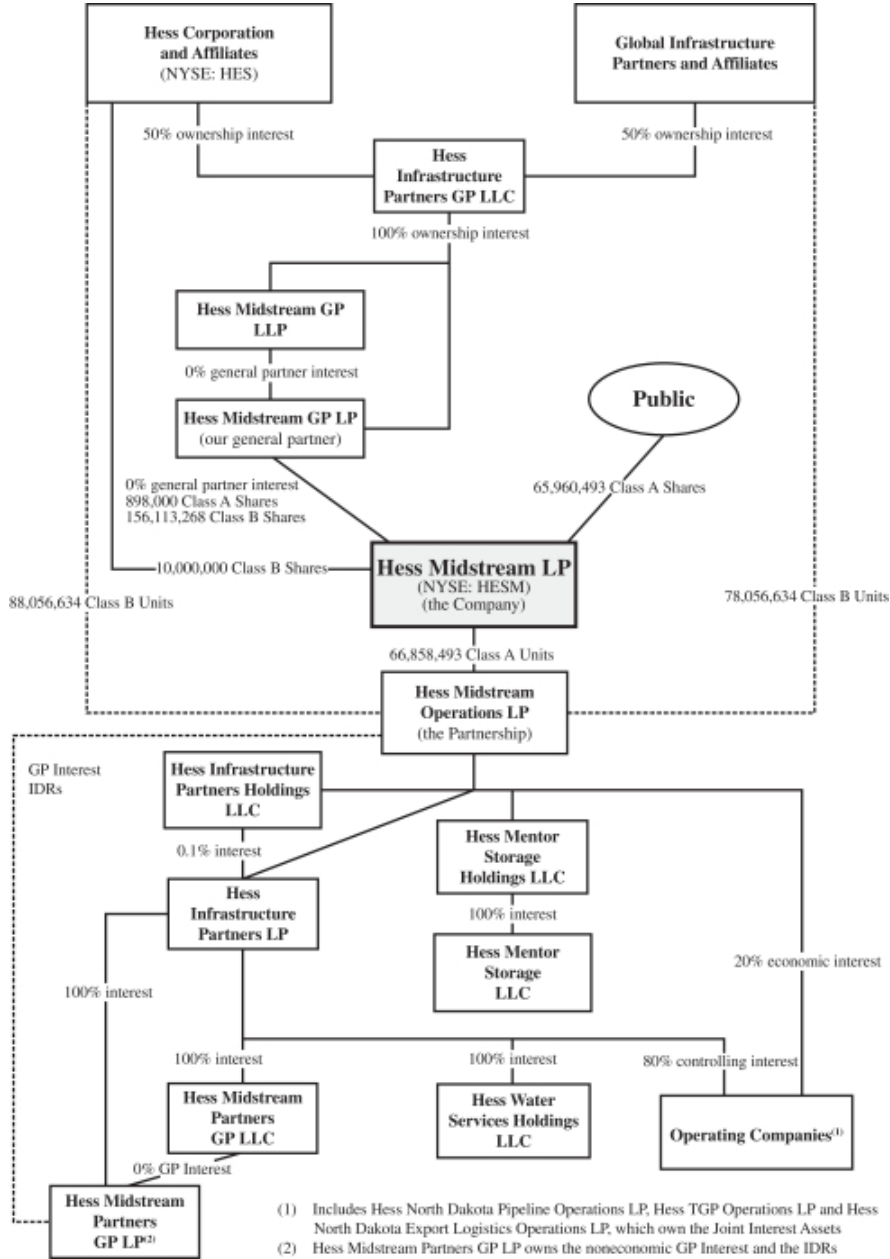 Hess Corporation
and Affiliates
(NYSE: HES)
Global Infrastructure
Partners and Affiliates
50% ownership interest
50% ownership interest
Hess
Infrastructure
Partners GP LLC
100% ownership interest
Hess Midstream GP
LLP
0% general partner interest
Hess Midstream GP LP
(our general partner)
Public
0% general partner interest
898,000 Class A Shares
156,113,268 Class B Shares
65,960,493 Class A Shares
Hess Midstream LP
(NYSE: HESM)
(the Company)
10,000,000 Class B Shares
88,056,634 Class B Units
78,056,634 Class B Units
66,858,493 Class A Units
Hess Midstream
Operations LP
(the Partnership)
GP Interest
IDRs
Hess Infrastructure
Partners Holdings
LLC
0.1% interest
Hess Mentor
Storage
Holdings LLC
Hess
Infrastructure
Partners LP
100% interest
Hess Mentor
Storage
LLC
20% economic interest
100% interest
100% interest
100% interest
80% controlling interest
Hess Midstream
Partners
GP LLC
Hess Water
Services Holdings
LLC
Operating Companies(1)
0% GP Interest
Hess Midstream
Partners
GP LP(2)
(1) Includes Hess North Dakota Pipeline Operations LP, Hess TGP Operations LP and Hess
North Dakota Export Logistics Operations LP, which own the Joint Interest Assets
(2) Hess Midstream Partners GP LP owns the noneconomic GP Interest and the IDRs